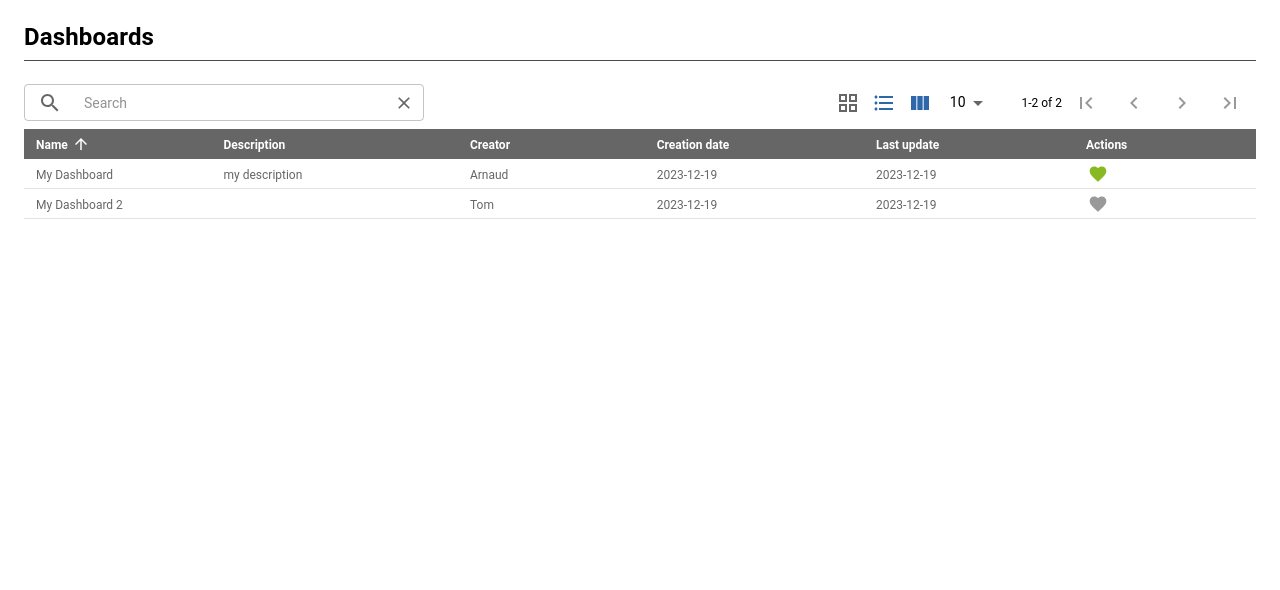 Dashboards
Search 10 1-2 of 2
Name Description Creator Creation date Last update Actions
My Dashboard my description Arnaud 2023-12-19 2023-12-19
My Dashboard 2 Tom 2023-12-19 2023-12-19